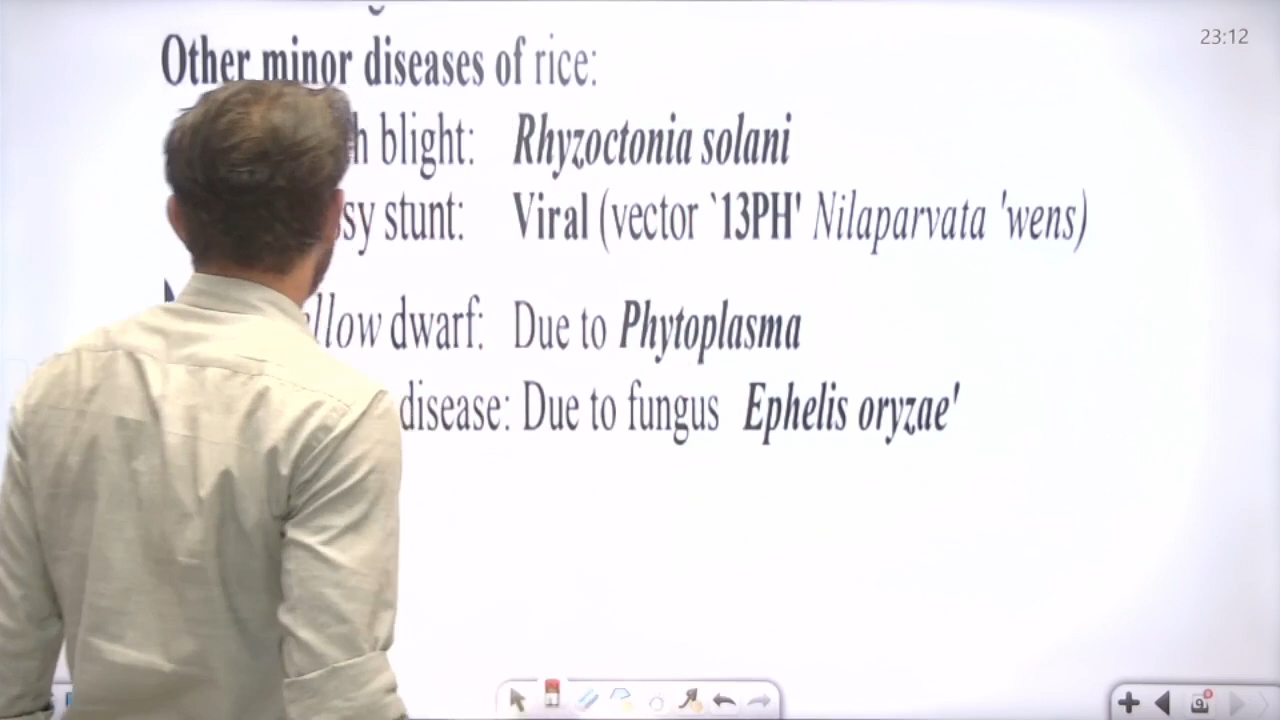 23:12
Other minor diseases of rice:
h blight: Rhyzoctonia solani
sy stunt: Viral (vector `13PH' Nilaparvata 'wens)
llow dwarf: Due to Phytoplasma
disease: Due to fungus Ephelis oryzae'